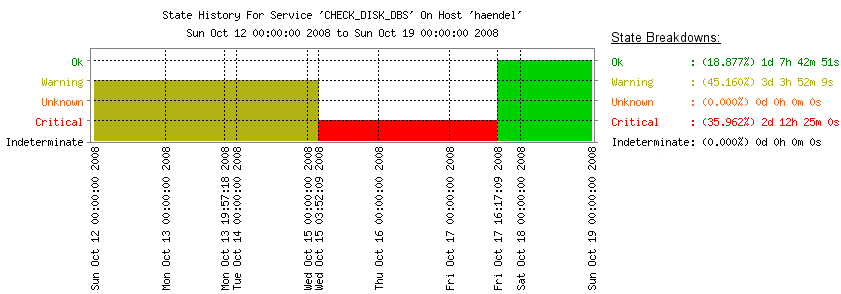 State History For Service 'CHECK_DISK_DBS' On Host 'haendel'
Sun Oct 12 00:00:00 2008 to Sun Oct 19 00:00:00 2008
State Breakdowns:
Ok : (18.877%) 1d 7h 42m 51s
Warning : (45.160%) 3d 3h 52m 9s
Unknown : (0.000%) 0d 0h 0m 0s
Critical : (35.962%) 2d 12h 25m 0s
Indeterminate: (0.000%) 0d 0h 0m 0s
Ok
Warning
Unknown
Critical
Indeterminate
Sun Oct 12 00:00:00 2008
Mon Oct 13 00:00:00 2008
Mon Oct 13 19:57:18 2008
Tue Oct 14 00:00:00 2008
Wed Oct 15 00:00:00 2008
Wed Oct 15 03:52:09 2008
Thu Oct 16 00:00:00 2008
Fri Oct 17 00:00:00 2008
Fri Oct 17 16:17:09 2008
Sat Oct 18 00:00:00 2008
Sun Oct 19 00:00:00 2008